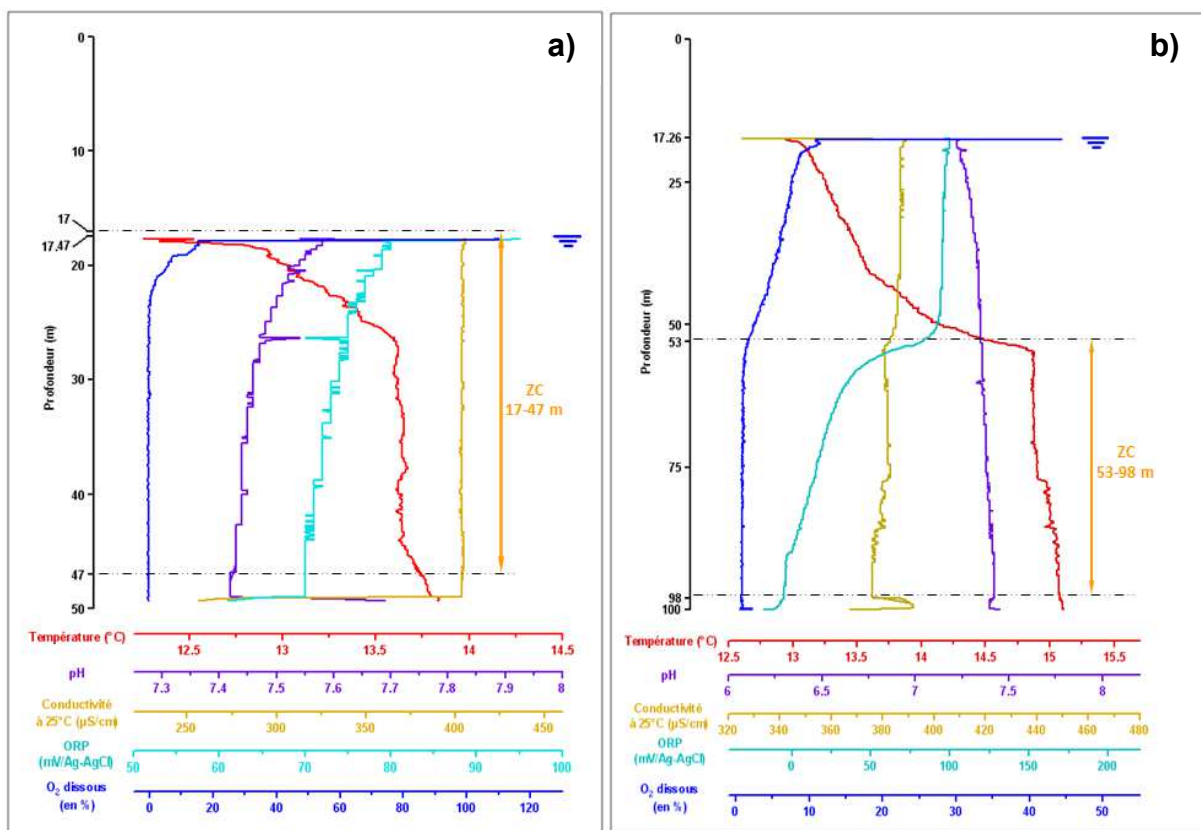 a)
0
10
17
17.47
20
30
40
47
50
Profondeur (m)
ZC
17-47 m
Température (°C)
12.5 13 13.5 14 14.5
pH
7.3 7.4 7.5 7.6 7.7 7.8 7.9 8
Conductivité
à 25°C (µS/cm)
250 300 350 400 450
ORP
(mV/Ag-AgCl)
50 60 70 80 90 100
O2 dissous
(en %)
0 20 40 60 80 100 120
b)
0
17.26
25
50
53
75
98
100
Profondeur (m)
ZC
53-98 m
Température (°C)
12.5 13 13.5 14 14.5 15 15.5
pH
6 6.5 7 7.5 8
Conductivité
à 25°C (µS/cm)
320 340 360 380 400 420 440 460 480
ORP
(mV/Ag-AgCl)
0 50 100 150 200
O2 dissous
(en %)
0 10 20 30 40 50